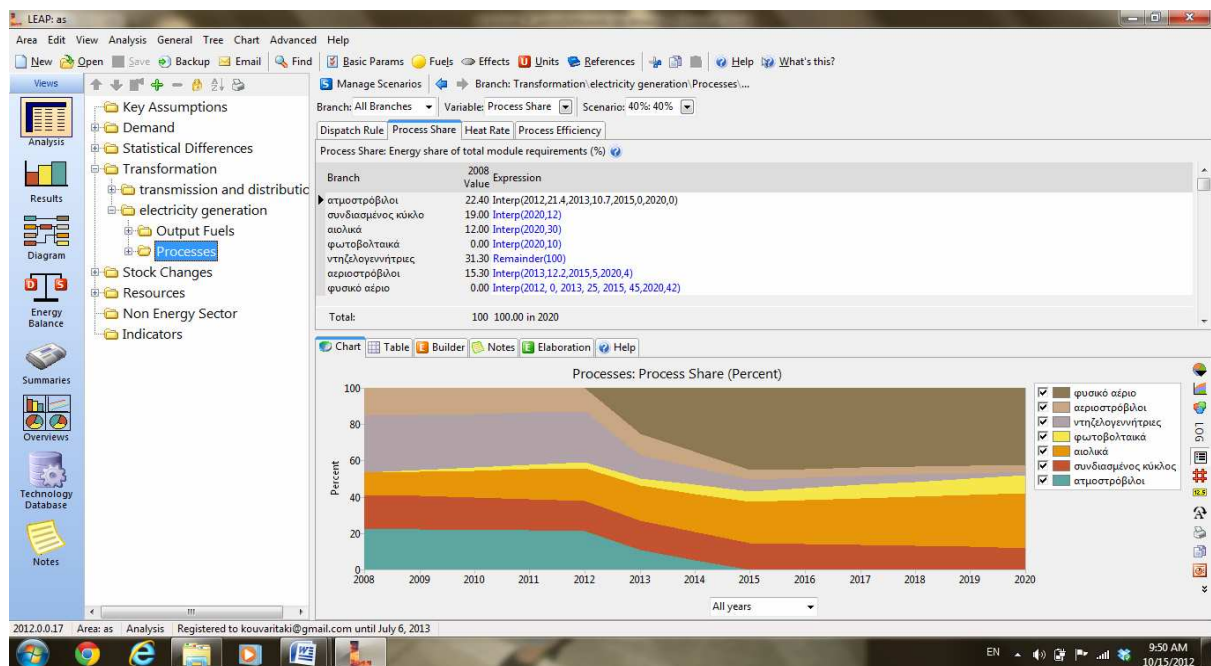 LEAP: as
Area Edit View Analysis General Tree Chart Advanced Help
New Open Save Backup Email Find Basic Params Fuels Effects Units References Help What's this?
Views
Analysis
Results
Diagram
Energy Balance
Summaries
Overviews
Technology Database
Notes
Key Assumptions
Demand
Statistical Differences
Transformation
transmission and distributic
electricity generation
Output Fuels
Processes
Stock Changes
Resources
Non Energy Sector
Indicators
Manage Scenarios Branch: Transformation\electricity generation\Processes\...
Branch: All Branches Variable: Process Share Scenario: 40%: 40%
Dispatch Rule Process Share Heat Rate Process Efficiency
Process Share: Energy share of total module requirements (%)
Branch 2008 Value Expression
ατμοστρόβιλοι 22.40 Interp(2012,21.4,2013,10.7,2015,0,2020,0)
συνδιασμένος κύκλο 19.00 Interp(2020,12)
αιολικά 12.00 Interp(2020,30)
φωτοβολταικά 0.00 Interp(2020,10)
ντηζελογεννήτριες 31.30 Remainder(100)
αεριοστρόβιλοι 15.30 Interp(2013,12.2,2015,5,2020,4)
φυσικό αέριο 0.00 Interp(2012, 0, 2013, 25, 2015, 45,2020,42)
Total: 100 100.00 in 2020
Chart Table Builder Notes Elaboration Help
Processes: Process Share (Percent)
Percent
100
80
60
40
20
0
2008 2009 2010 2011 2012 2013 2014 2015 2016 2017 2018 2019 2020
All years
φυσικό αέριο
αεριοστρόβιλοι
ντηζελογεννήτριες
φωτοβολταικά
αιολικά
συνδιασμένος κύκλος
ατμοστρόβιλοι
LOG
12.5
2012.0.0.17 Area: as Analysis Registered to kouvaritaki@gmail.com until July 6, 2013
EN 9:50 AM
10/15/2012